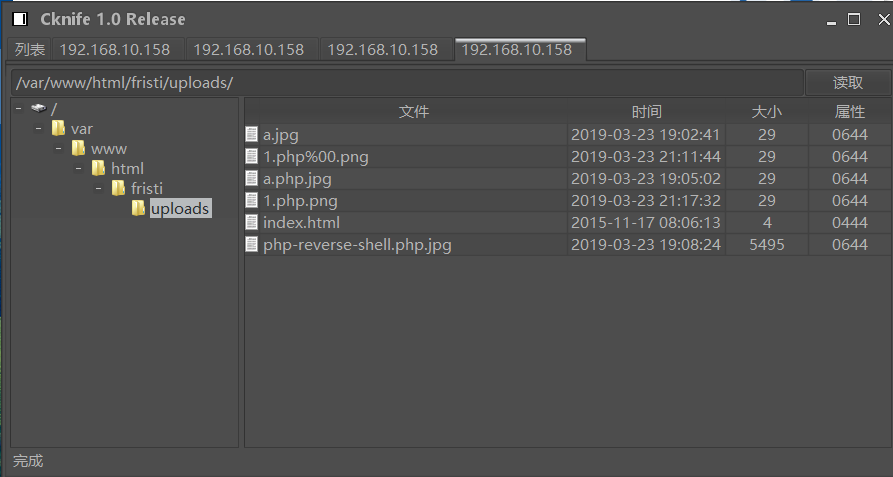 Cknife 1.0 Release
列表 192.168.10.158 192.168.10.158 192.168.10.158 192.168.10.158
/var/www/html/fristi/uploads/ 读取
/
var
www
html
fristi
uploads
文件 时间 大小 属性
a.jpg 2019-03-23 19:02:41 29 0644
1.php%00.png 2019-03-23 21:11:44 29 0644
a.php.jpg 2019-03-23 19:05:02 29 0644
1.php.png 2019-03-23 21:17:32 29 0644
index.html 2015-11-17 08:06:13 4 0444
php-reverse-shell.php.jpg 2019-03-23 19:08:24 5495 0644
完成